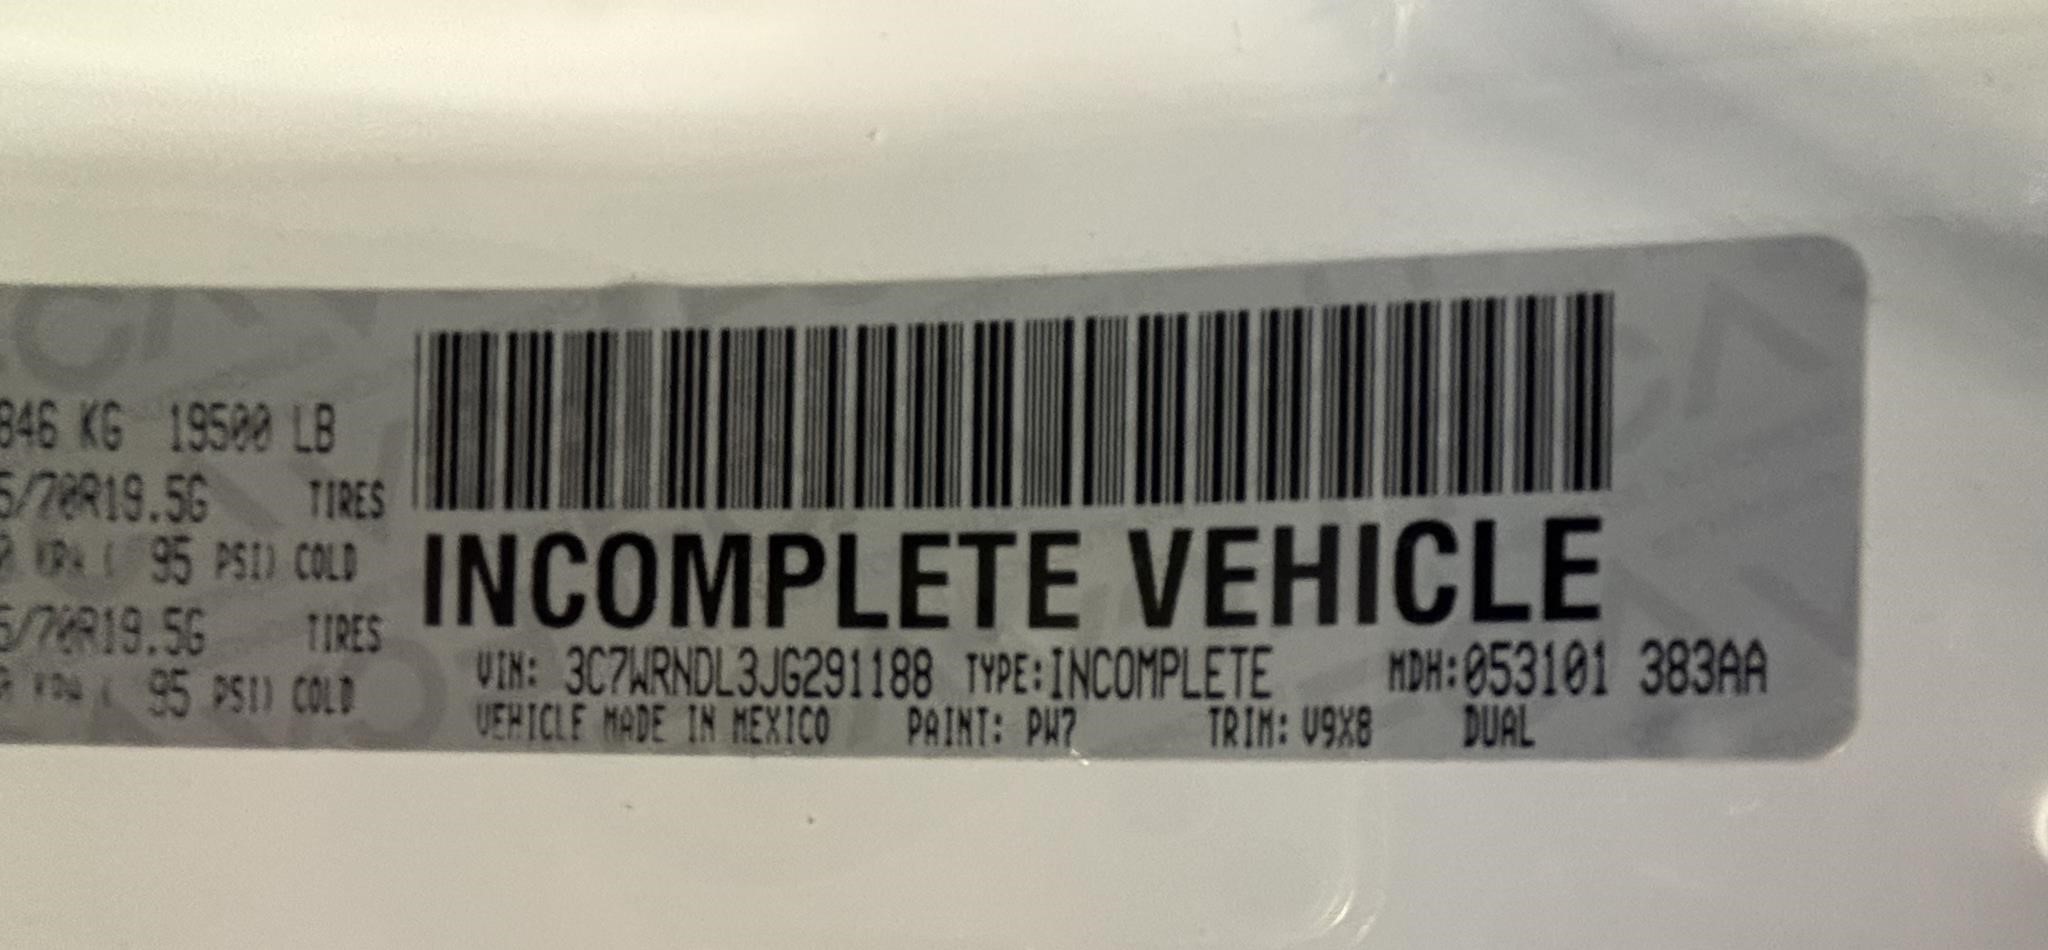 846 KG 19500 LB
5/70R19.5G TIRES
95 PSI) COLD
5/70R19.5G TIRES
95 PSI) COLD
INCOMPLETE VEHICLE
VIN: 3C7WRNDL3JG291188 TYPE:INCOMPLETE MDH:053101 383AA
VEHICLE MADE IN MEXICO PAINT: PW7 TRIM: V9X8 DUAL